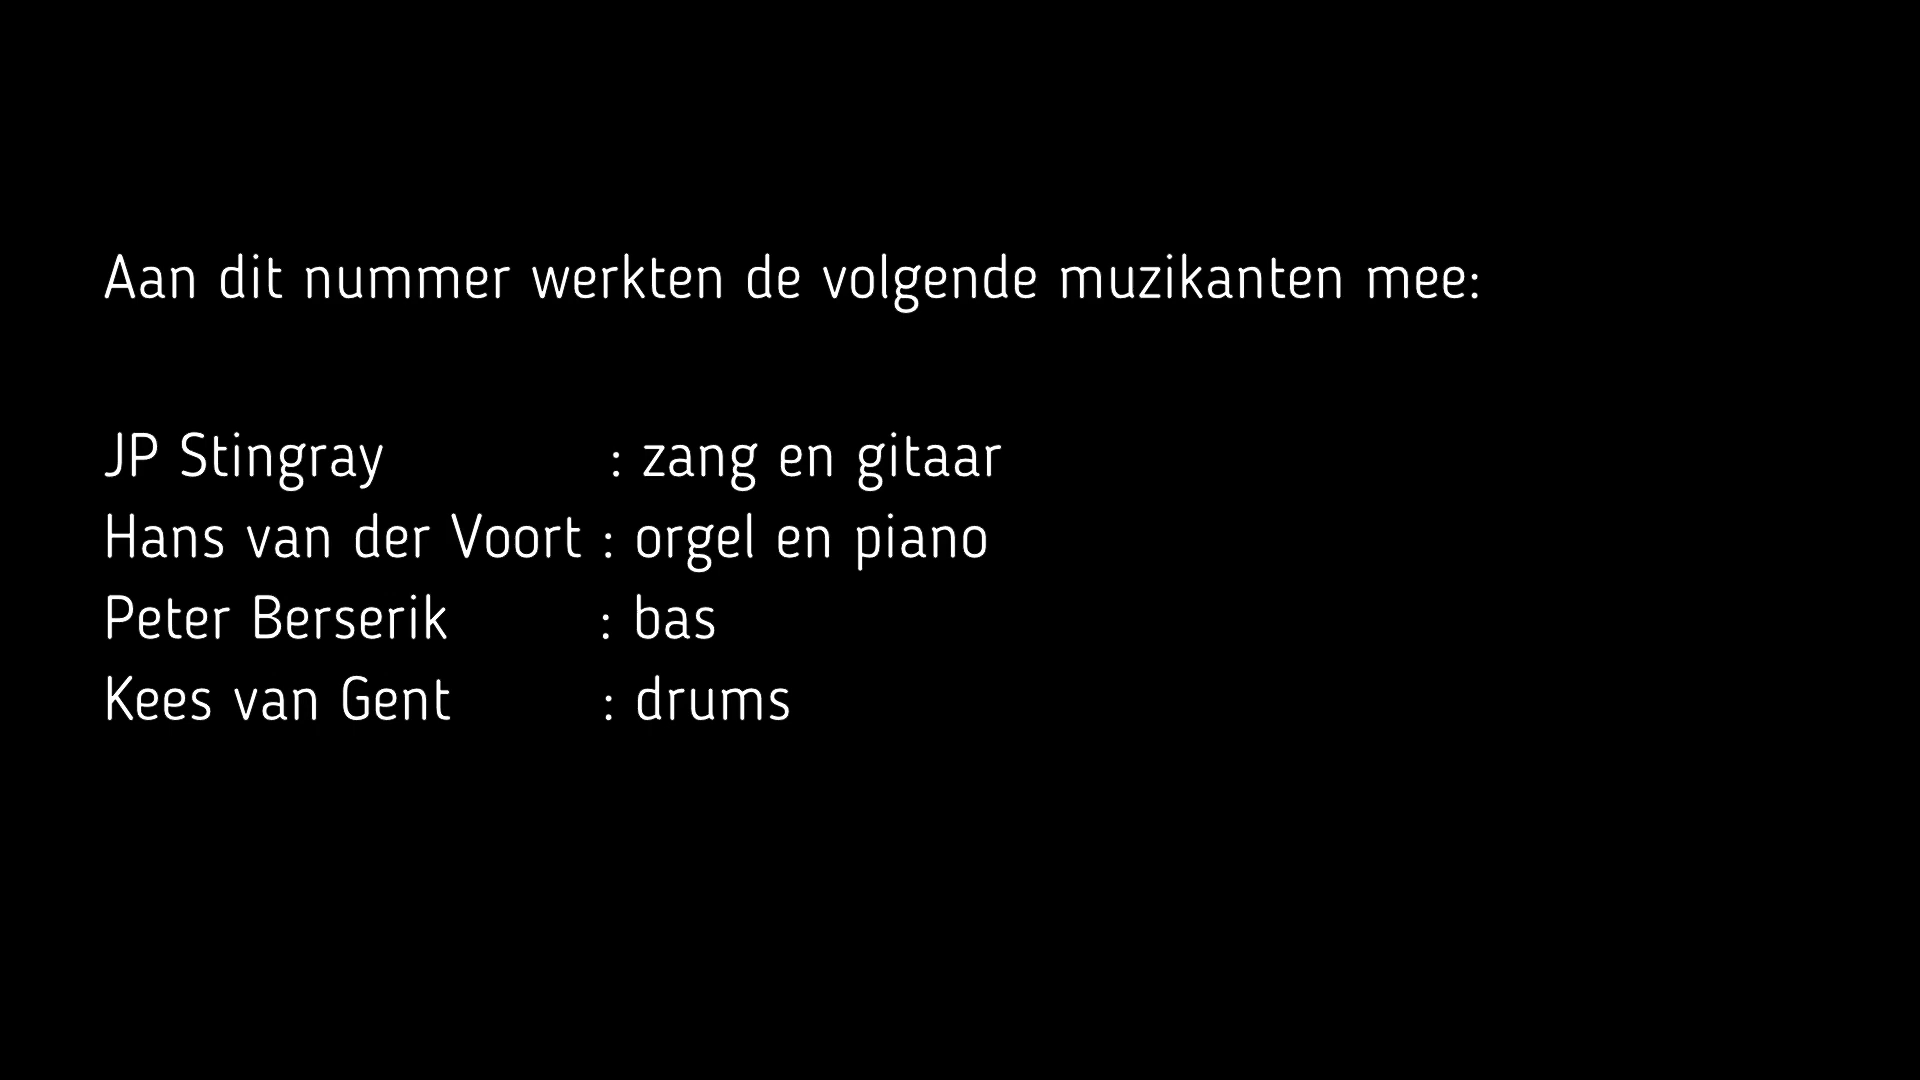 Aan dit nummer werkten de volgende muzikanten mee:
JP Stingray : zang en gitaar
Hans van der Voort : orgel en piano
Peter Berserik : bas
Kees van Gent : drums